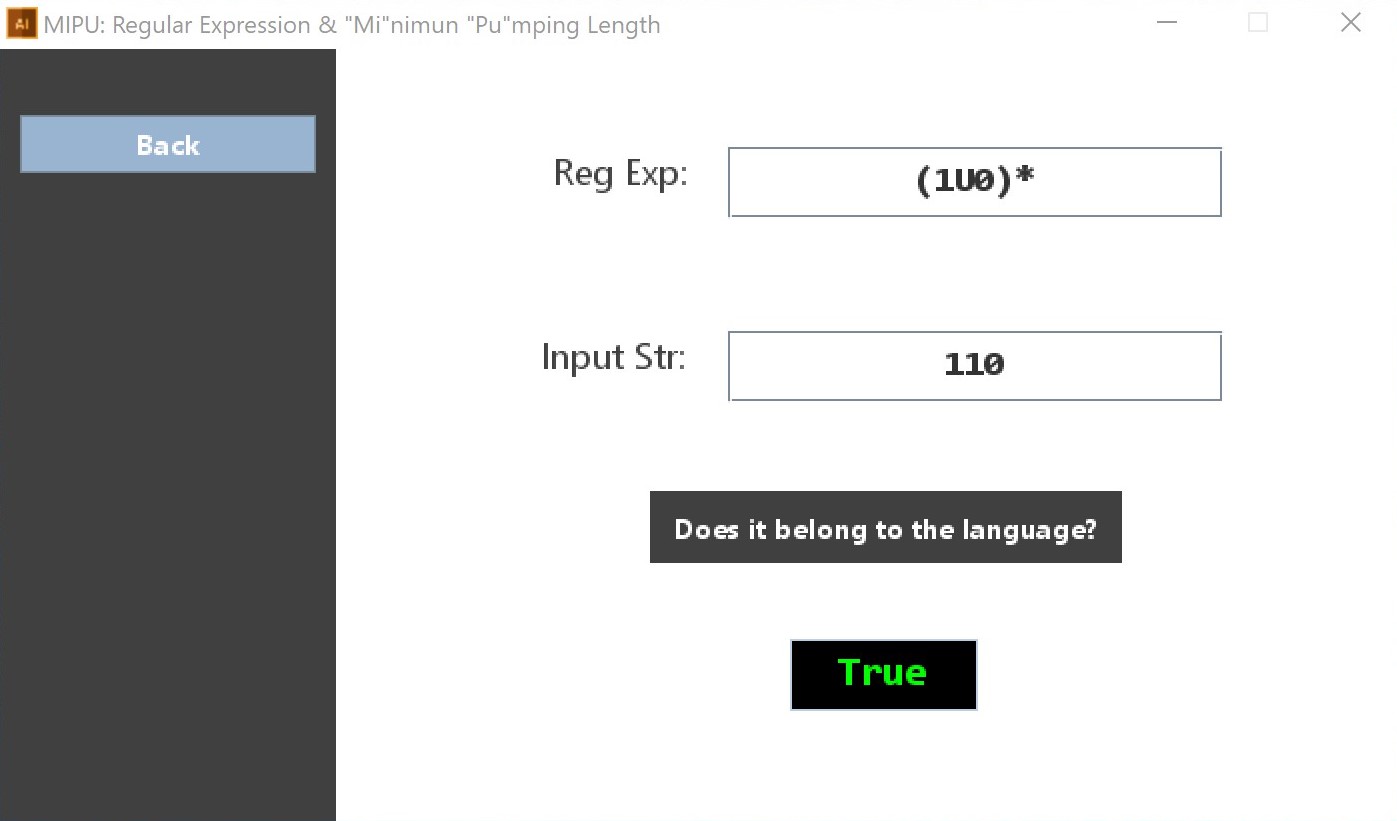 AI MIPU: Regular Expression & "Mi"nimun "Pu"mping Length
Back
Reg Exp: (1U0)*
Input Str: 110
Does it belong to the language?
True